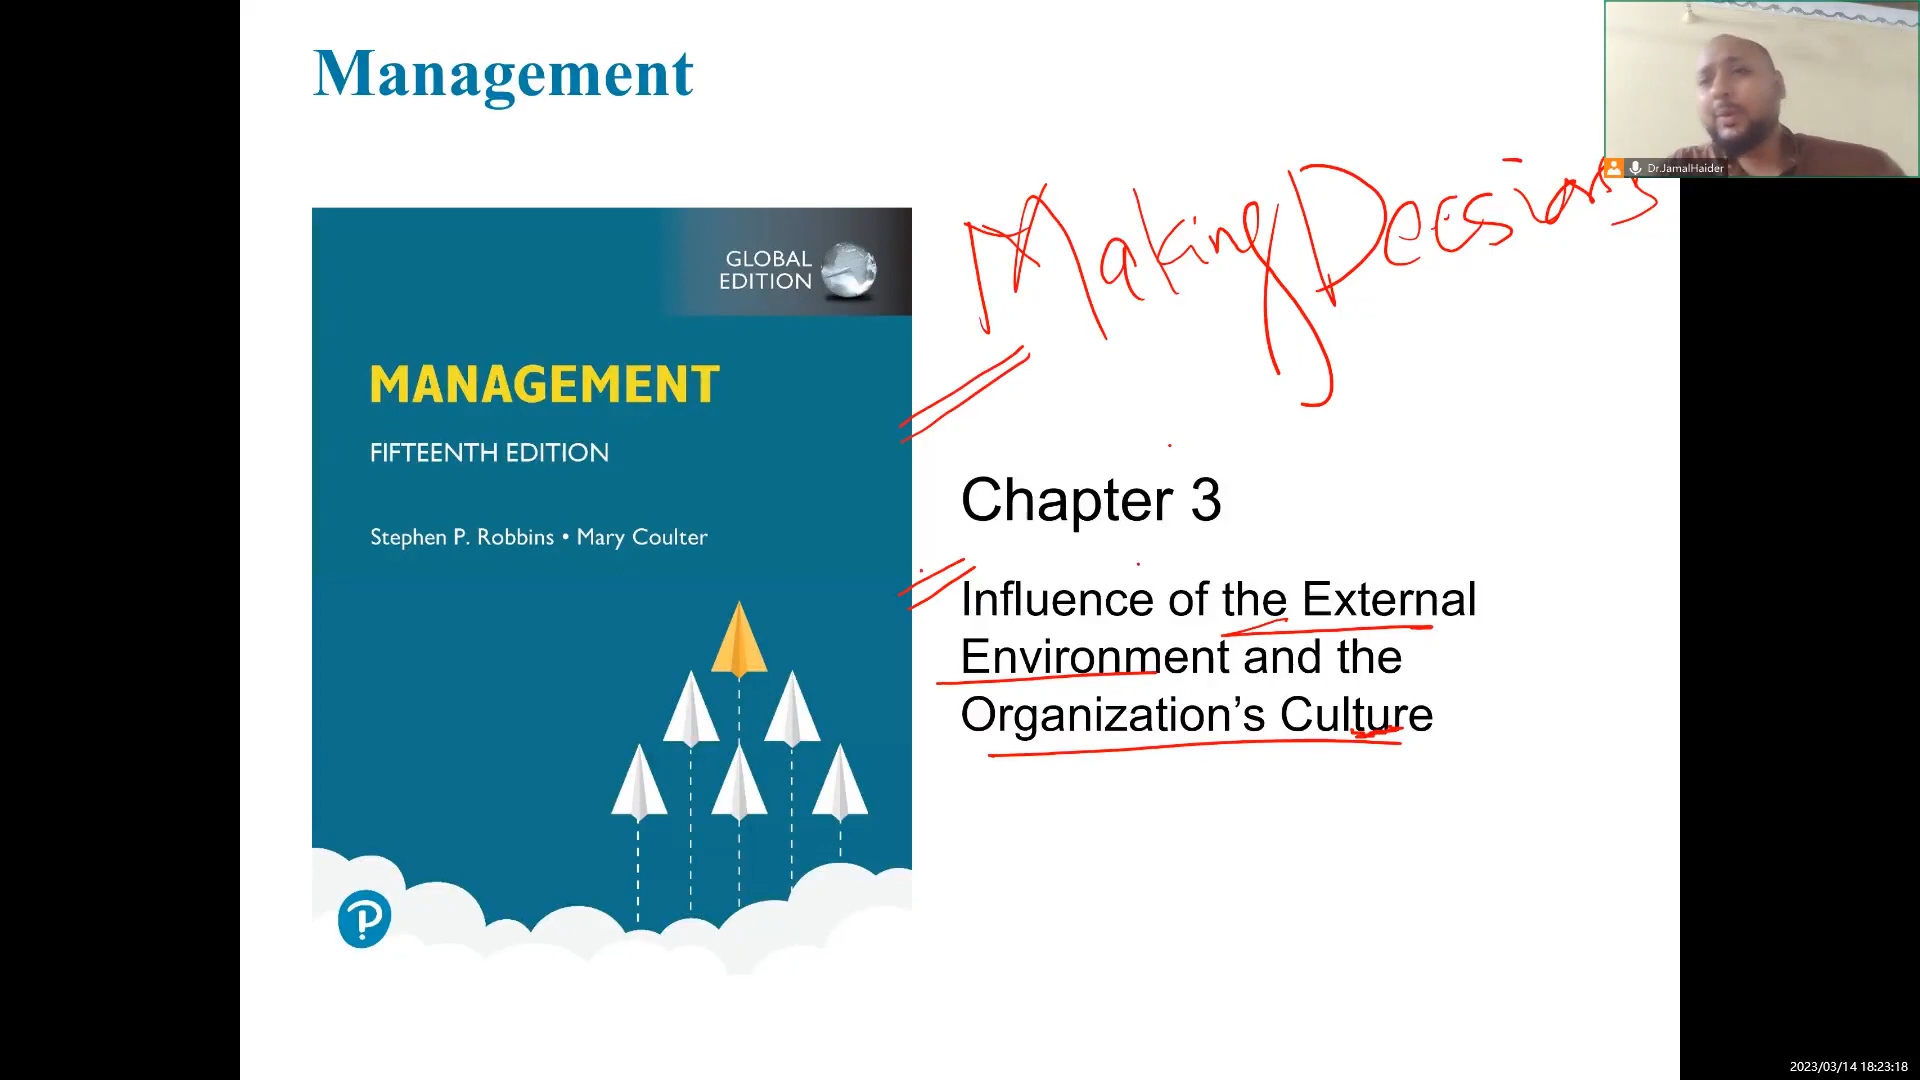 Management
Dr.JamalHaider
Making Decssions
GLOBAL
EDITION
MANAGEMENT
FIFTEENTH EDITION
Stephen P. Robbins • Mary Coulter
Chapter 3
Influence of the External
Environment and the
Organization’s Culture
P
2023/03/14 18:23:18